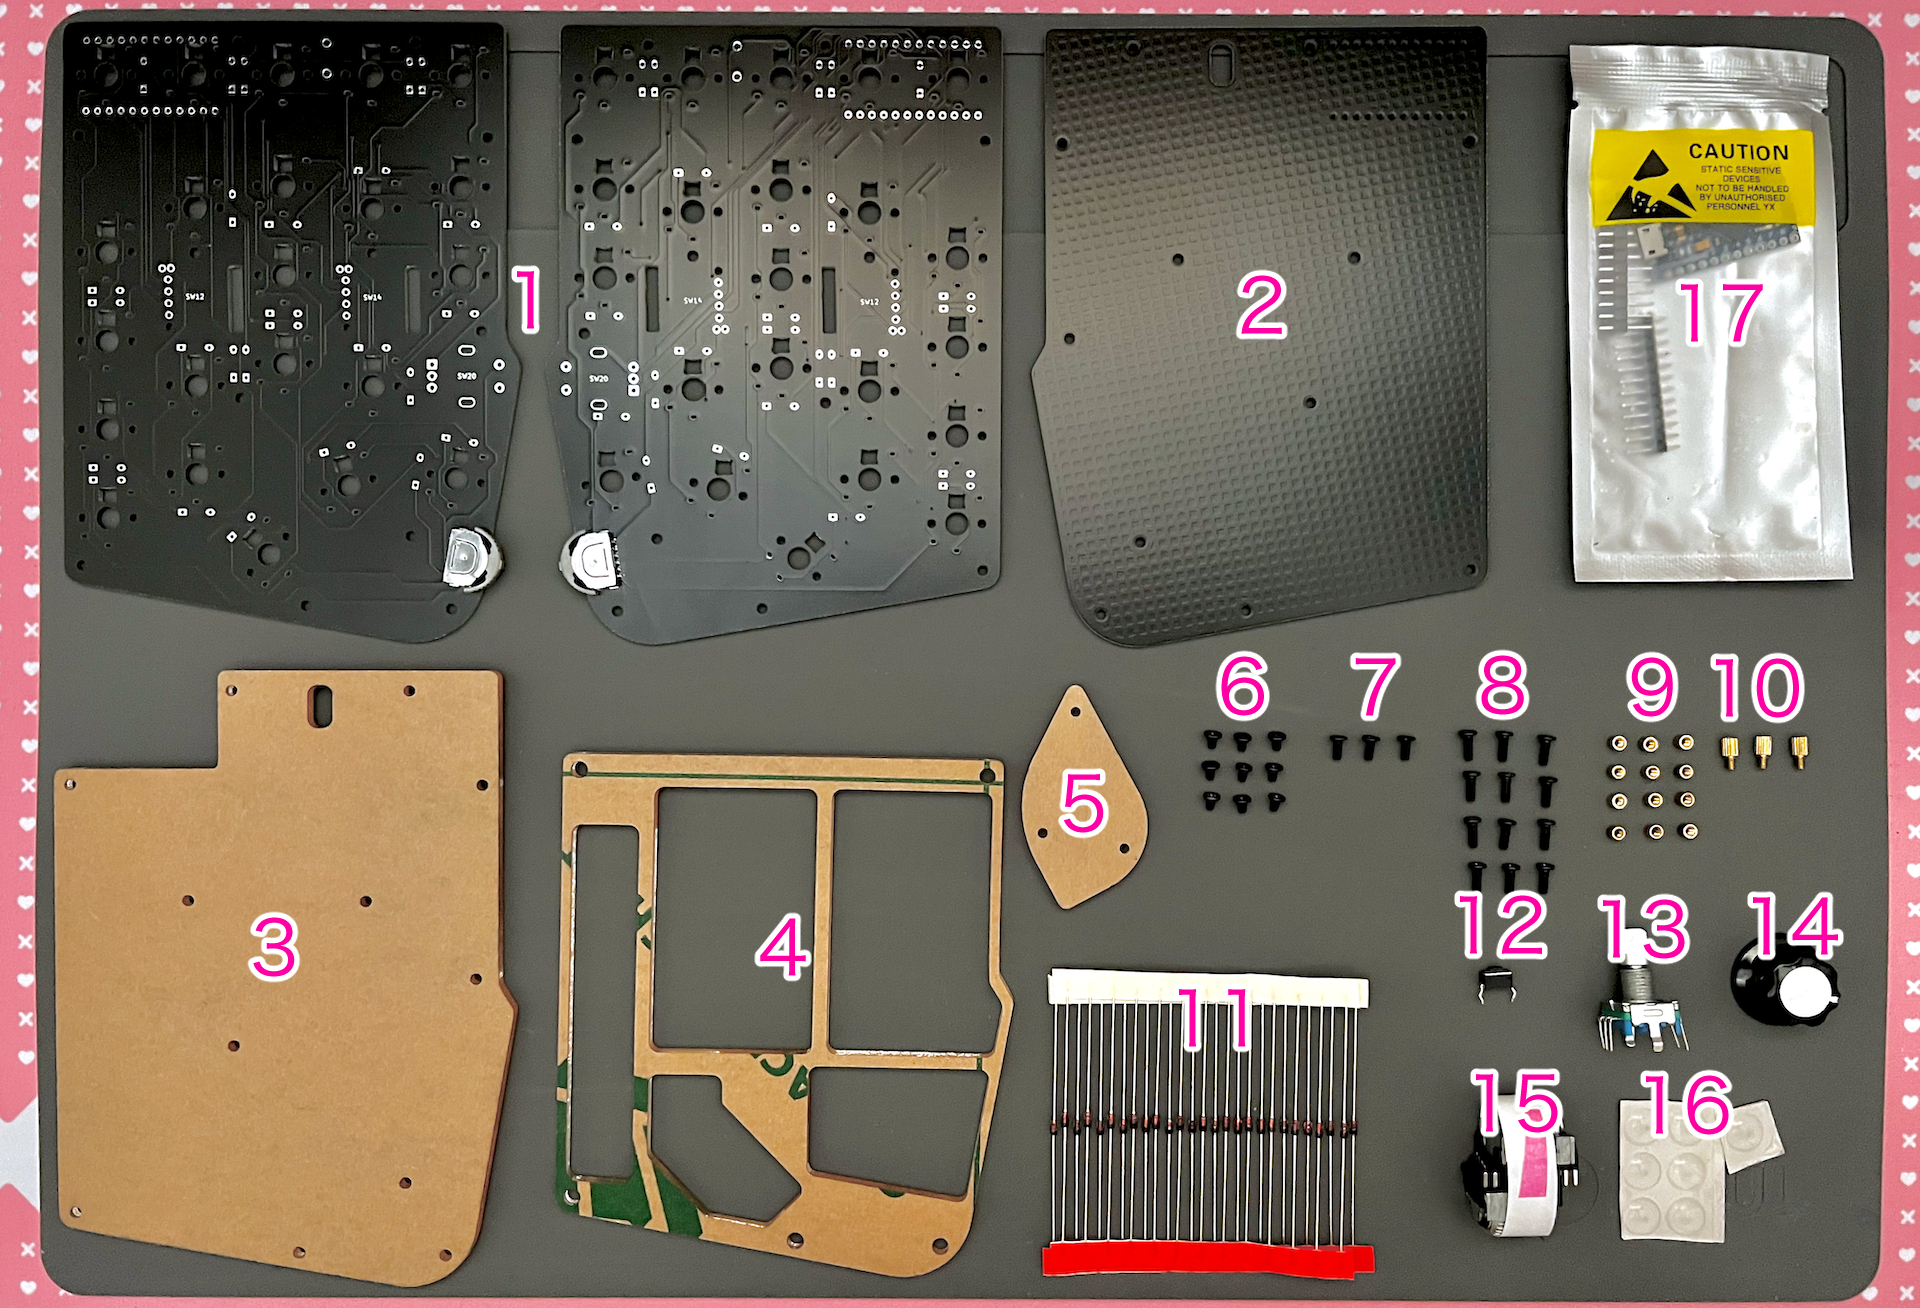 SW12
SW14
SW20
1
SW14
SW12
SW20
2
CAUTION
STATIC SENSITIVE
DEVICES
NOT TO BE HANDLED
BY UNAUTHORISED
PERSONNEL YX
17
3
4
5
6
7
8
9
10
11
12
13
14
15
16